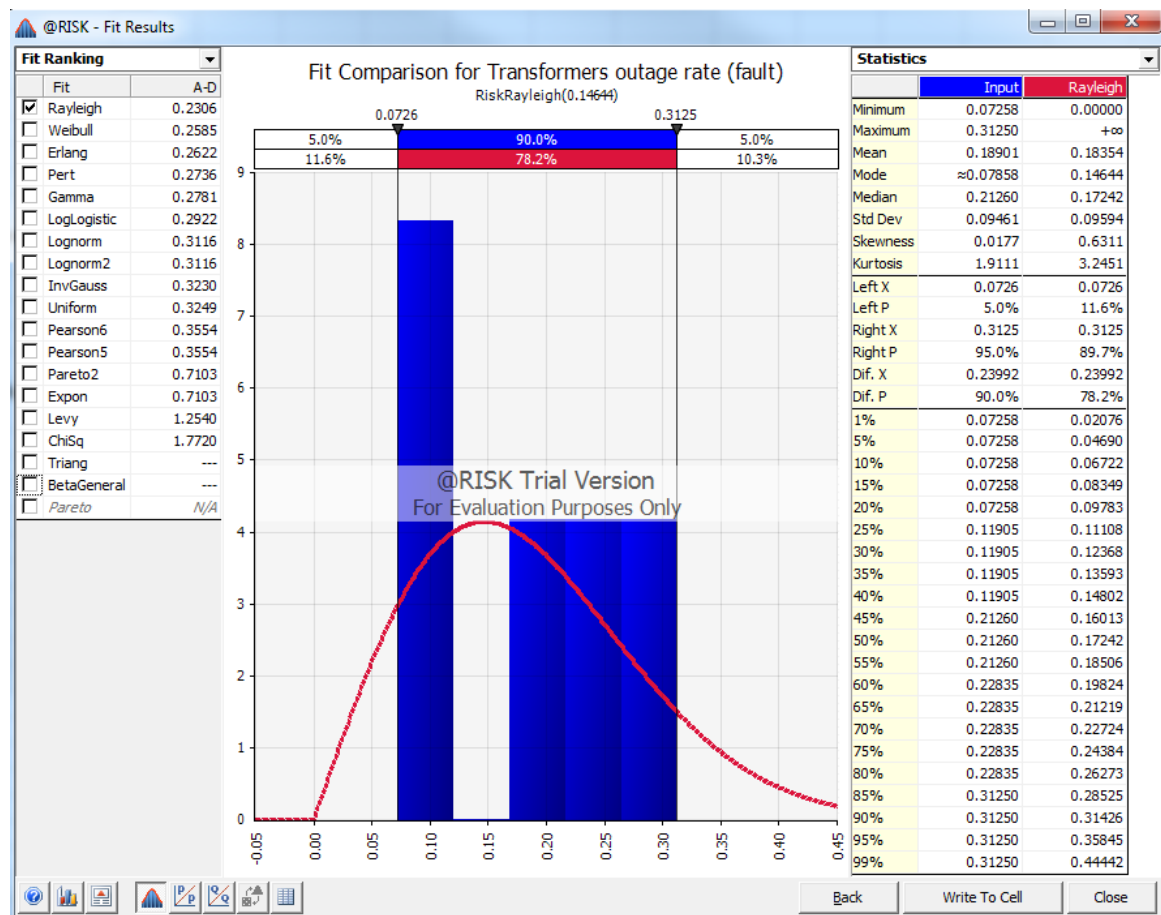 @RISK - Fit Results
Fit Ranking
Fit A-D
Rayleigh 0.2306
Weibull 0.2585
Erlang 0.2622
Pert 0.2736
Gamma 0.2781
LogLogistic 0.2922
Lognorm 0.3116
Lognorm2 0.3116
InvGauss 0.3230
Uniform 0.3249
Pearson6 0.3554
Pearson5 0.3554
Pareto2 0.7103
Expon 0.7103
Levy 1.2540
ChiSq 1.7720
Triang ---
BetaGeneral ---
Pareto N/A
Fit Comparison for Transformers outage rate (fault)
RiskRayleigh(0.14644)
0.0726 0.3125
5.0% 90.0% 5.0%
11.6% 78.2% 10.3%
9
8
7
6
5
4
3
2
1
0
@RISK Trial Version
For Evaluation Purposes Only
-0.05 0.00 0.05 0.10 0.15 0.20 0.25 0.30 0.35 0.40 0.45
Statistics
Input Rayleigh
Minimum 0.07258 0.00000
Maximum 0.31250 +∞
Mean 0.18901 0.18354
Mode ≈0.07858 0.14644
Median 0.21260 0.17242
Std Dev 0.09461 0.09594
Skewness 0.0177 0.6311
Kurtosis 1.9111 3.2451
Left X 0.0726 0.0726
Left P 5.0% 11.6%
Right X 0.3125 0.3125
Right P 95.0% 89.7%
Dif. X 0.23992 0.23992
Dif. P 90.0% 78.2%
1% 0.07258 0.02076
5% 0.07258 0.04690
10% 0.07258 0.06722
15% 0.07258 0.08349
20% 0.07258 0.09783
25% 0.11905 0.11108
30% 0.11905 0.12368
35% 0.11905 0.13593
40% 0.11905 0.14802
45% 0.21260 0.16013
50% 0.21260 0.17242
55% 0.21260 0.18506
60% 0.22835 0.19824
65% 0.22835 0.21219
70% 0.22835 0.22724
75% 0.22835 0.24384
80% 0.22835 0.26273
85% 0.31250 0.28525
90% 0.31250 0.31426
95% 0.31250 0.35845
99% 0.31250 0.44442
P/P Q/Q
Back Write To Cell Close